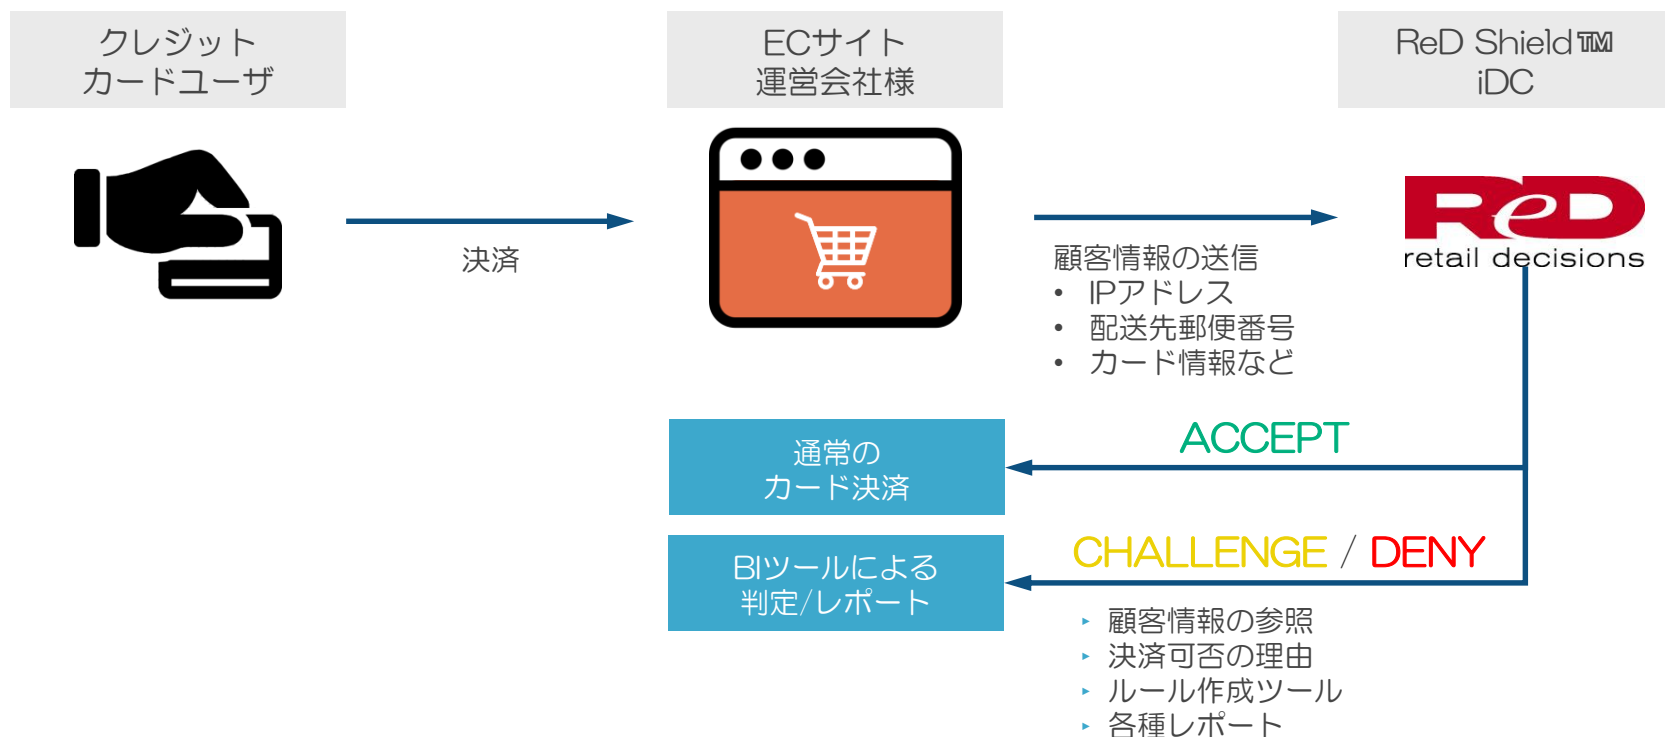 クレジット
カードユーザ
ECサイト
運営会社様
ReD Shield™
iDC
決済
顧客情報の送信
• IPアドレス
• 配送先郵便番号
• カード情報など
ReD
retail decisions
通常の
カード決済
ACCEPT
BIツールによる
判定/レポート
CHALLENGE / DENY
▸ 顧客情報の参照
▸ 決済可否の理由
▸ ルール作成ツール
▸ 各種レポート